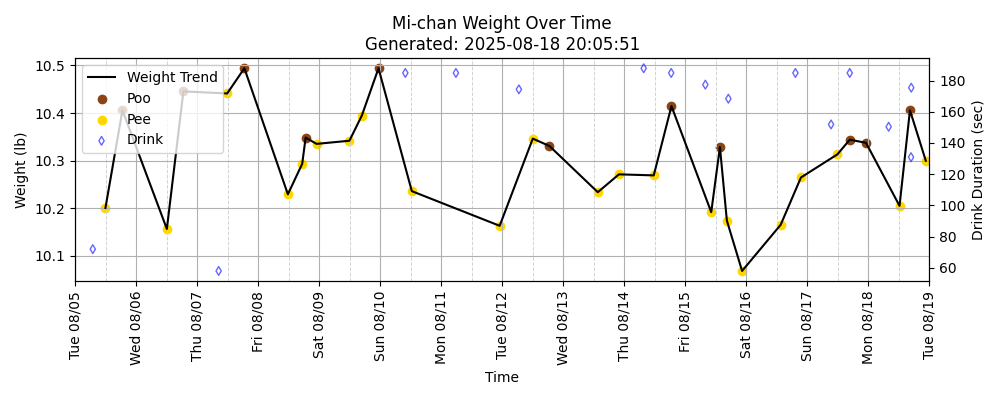 Mi-chan Weight Over Time
Generated: 2025-08-18 20:05:51
Weight (lb)
10.5
10.4
10.3
10.2
10.1
Weight Trend
Poo
Pee
Drink
180
160
140
120
100
80
60
Drink Duration (sec)
Tue 08/05
Wed 08/06
Thu 08/07
Fri 08/08
Sat 08/09
Sun 08/10
Mon 08/11
Tue 08/12
Wed 08/13
Thu 08/14
Fri 08/15
Sat 08/16
Sun 08/17
Mon 08/18
Tue 08/19
Time